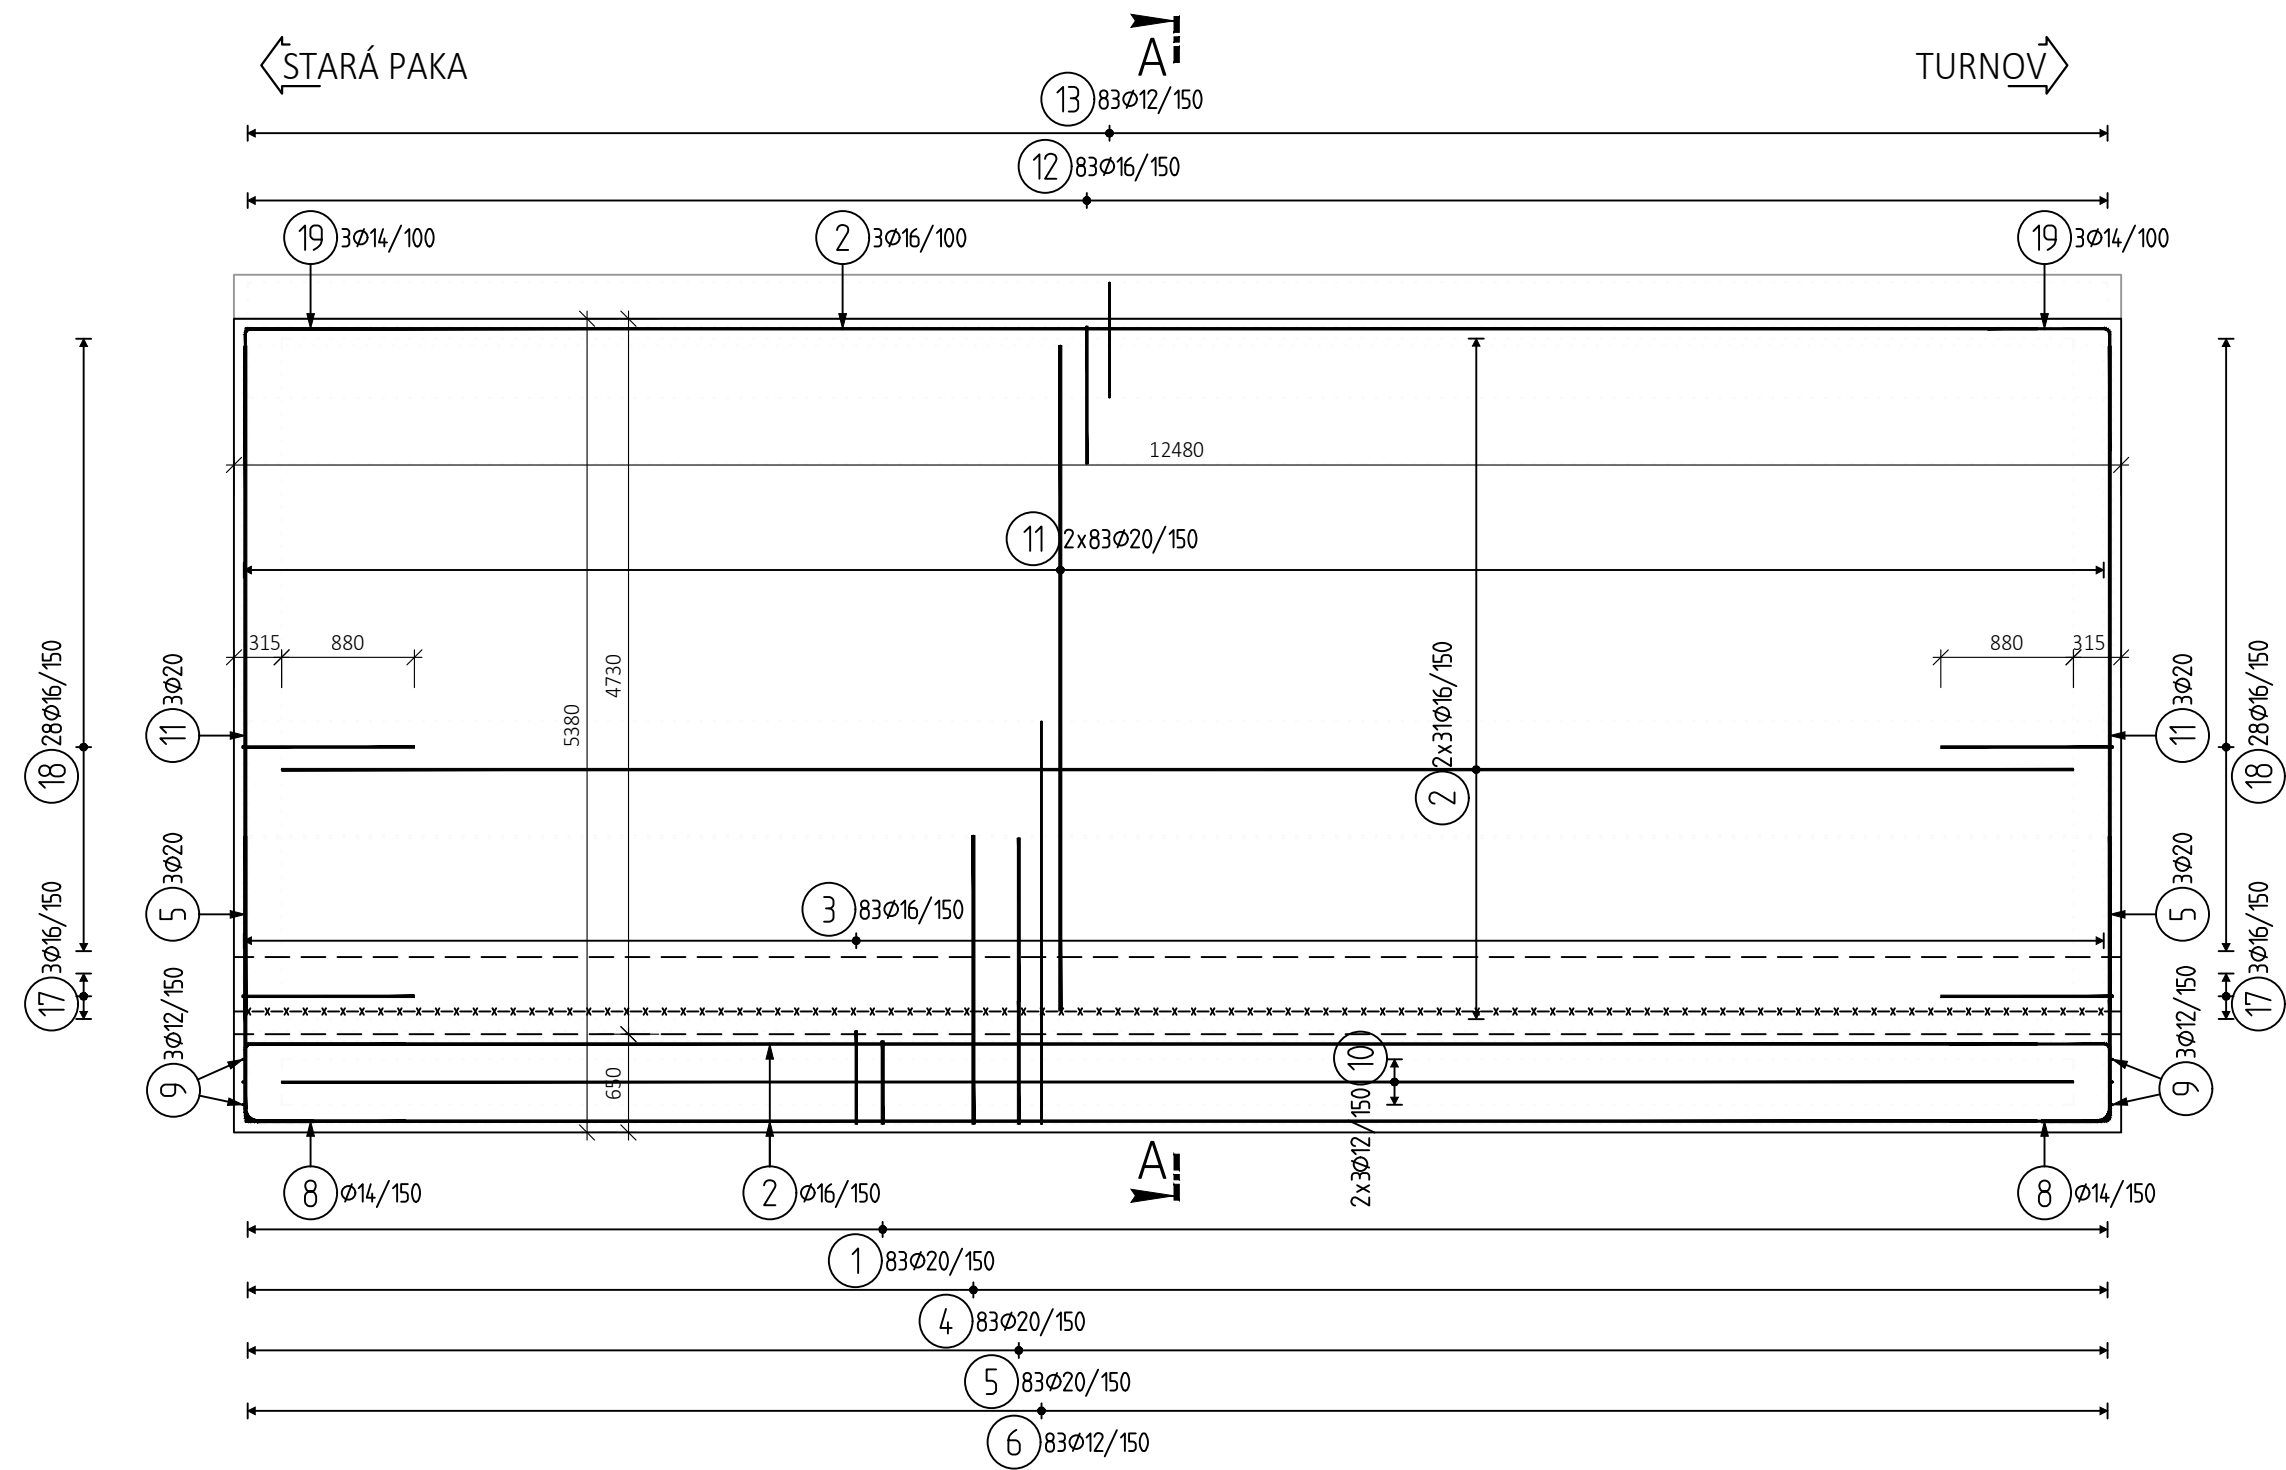 STARÁ PAKA
A
TURNOV
13 83Ø12/150
12 83Ø16/150
19 3Ø14/100
2 3Ø16/100
19 3Ø14/100
12480
11 2x83Ø20/150
315
880
880
315
4730
5380
650
18 28Ø16/150
11 3Ø20
5 3Ø20
17 3Ø16/150
9 3Ø12/150
2 2x31Ø16/150
11 3Ø20
18 28Ø16/150
5 3Ø20
17 3Ø16/150
9 3Ø12/150
3 83Ø16/150
10 2x3Ø12/150
A
8 Ø14/150
2 Ø16/150
8 Ø14/150
1 83Ø20/150
4 83Ø20/150
5 83Ø20/150
6 83Ø12/150